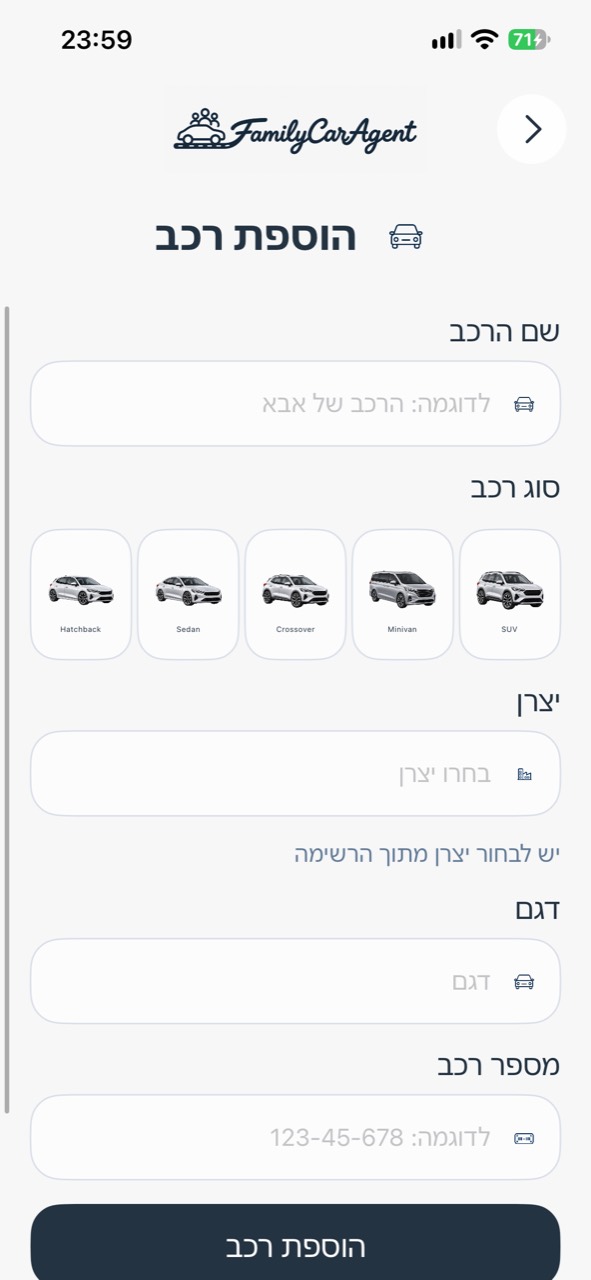 23:59
71
FamilyCarAgent
הוספת רכב
שם הרכב
לדוגמה: הרכב של אבא
סוג רכב
SUV
Minivan
Crossover
Sedan
Hatchback
יצרן
בחרו יצרן
יש לבחור יצרן מתוך הרשימה
דגם
דגם
מספר רכב
לדוגמה: 123-45-678
הוספת רכב